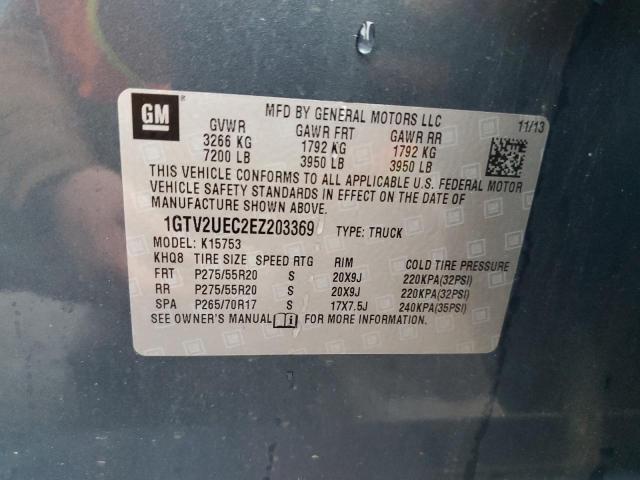 GM
MFD BY GENERAL MOTORS LLC
11/13
GVWR GAWR FRT GAWR RR
3266 KG 1792 KG 1792 KG
7200 LB 3950 LB 3950 LB
THIS VEHICLE CONFORMS TO ALL APPLICABLE U.S. FEDERAL MOTOR
VEHICLE SAFETY STANDARDS IN EFFECT ON THE DATE OF
MANUFACTURE SHOWN ABOVE.
1GTV2UEC2EZ203369 TYPE: TRUCK
MODEL: K15753
KHQ8 TIRE SIZE SPEED RTG RIM COLD TIRE PRESSURE
FRT P275/55R20 S 20X9J 220KPA(32PSI)
RR P275/55R20 S 20X9J 220KPA(32PSI)
SPA P265/70R17 S 17X7.5J 240KPA(35PSI)
SEE OWNER'S MANUAL FOR MORE INFORMATION.